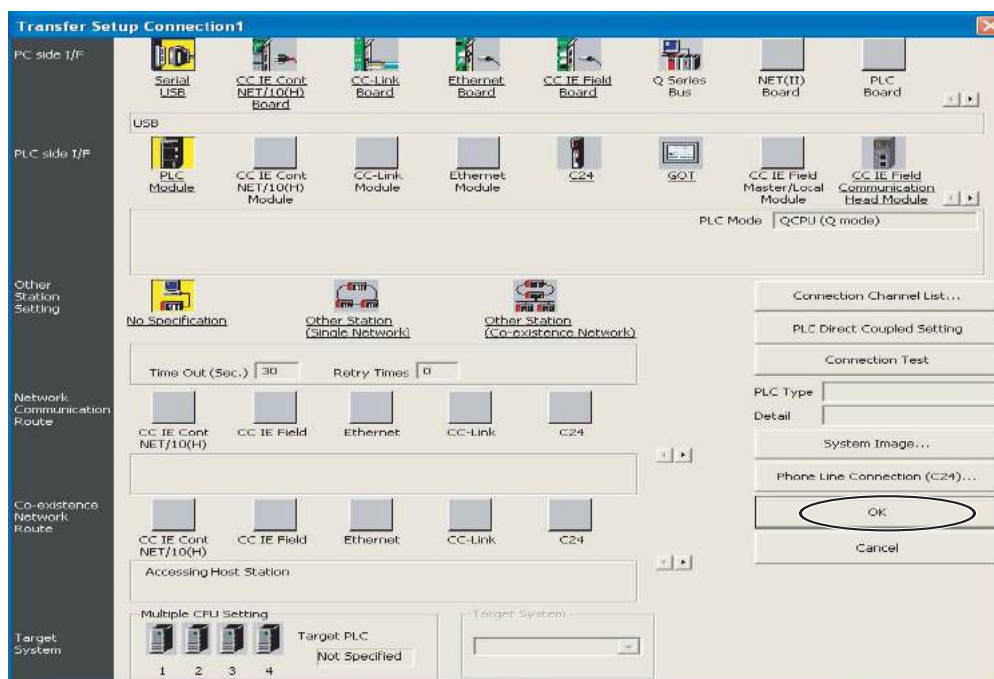 Transfer Setup Connection1
PC side I/F
Serial
USB
CC IE Cont
NET/10(H)
Board
CC-Link
Board
Ethernet
Board
CC IE Field
Board
Q Series
Bus
NET(II)
Board
PLC
Board
USB
PLC side I/F
PLC
Module
CC IE Cont
NET/10(H)
Module
CC-Link
Module
Ethernet
Module
C24
GOT
CC IE Field
Master/Local
Module
CC IE Field
Communication
Head Module
PLC Mode QCPU (Q mode)
Other
Station
Setting
No Specification
Other Station
(Single Network)
Other Station
(Co-existence Network)
Time Out (Sec.) 30 Retry Times 0
Connection Channel List...
PLC Direct Coupled Setting
Connection Test
PLC Type
Detail
System Image...
Phone Line Connection (C24)...
OK
Cancel
Network
Communication
Route
CC IE Cont
NET/10(H)
CC IE Field
Ethernet
CC-Link
C24
Co-existence
Network
Route
CC IE Cont
NET/10(H)
CC IE Field
Ethernet
CC-Link
C24
Accessing Host Station
Target
System
Multiple CPU Setting
1 2 3 4
Target PLC
Not Specified
Target System